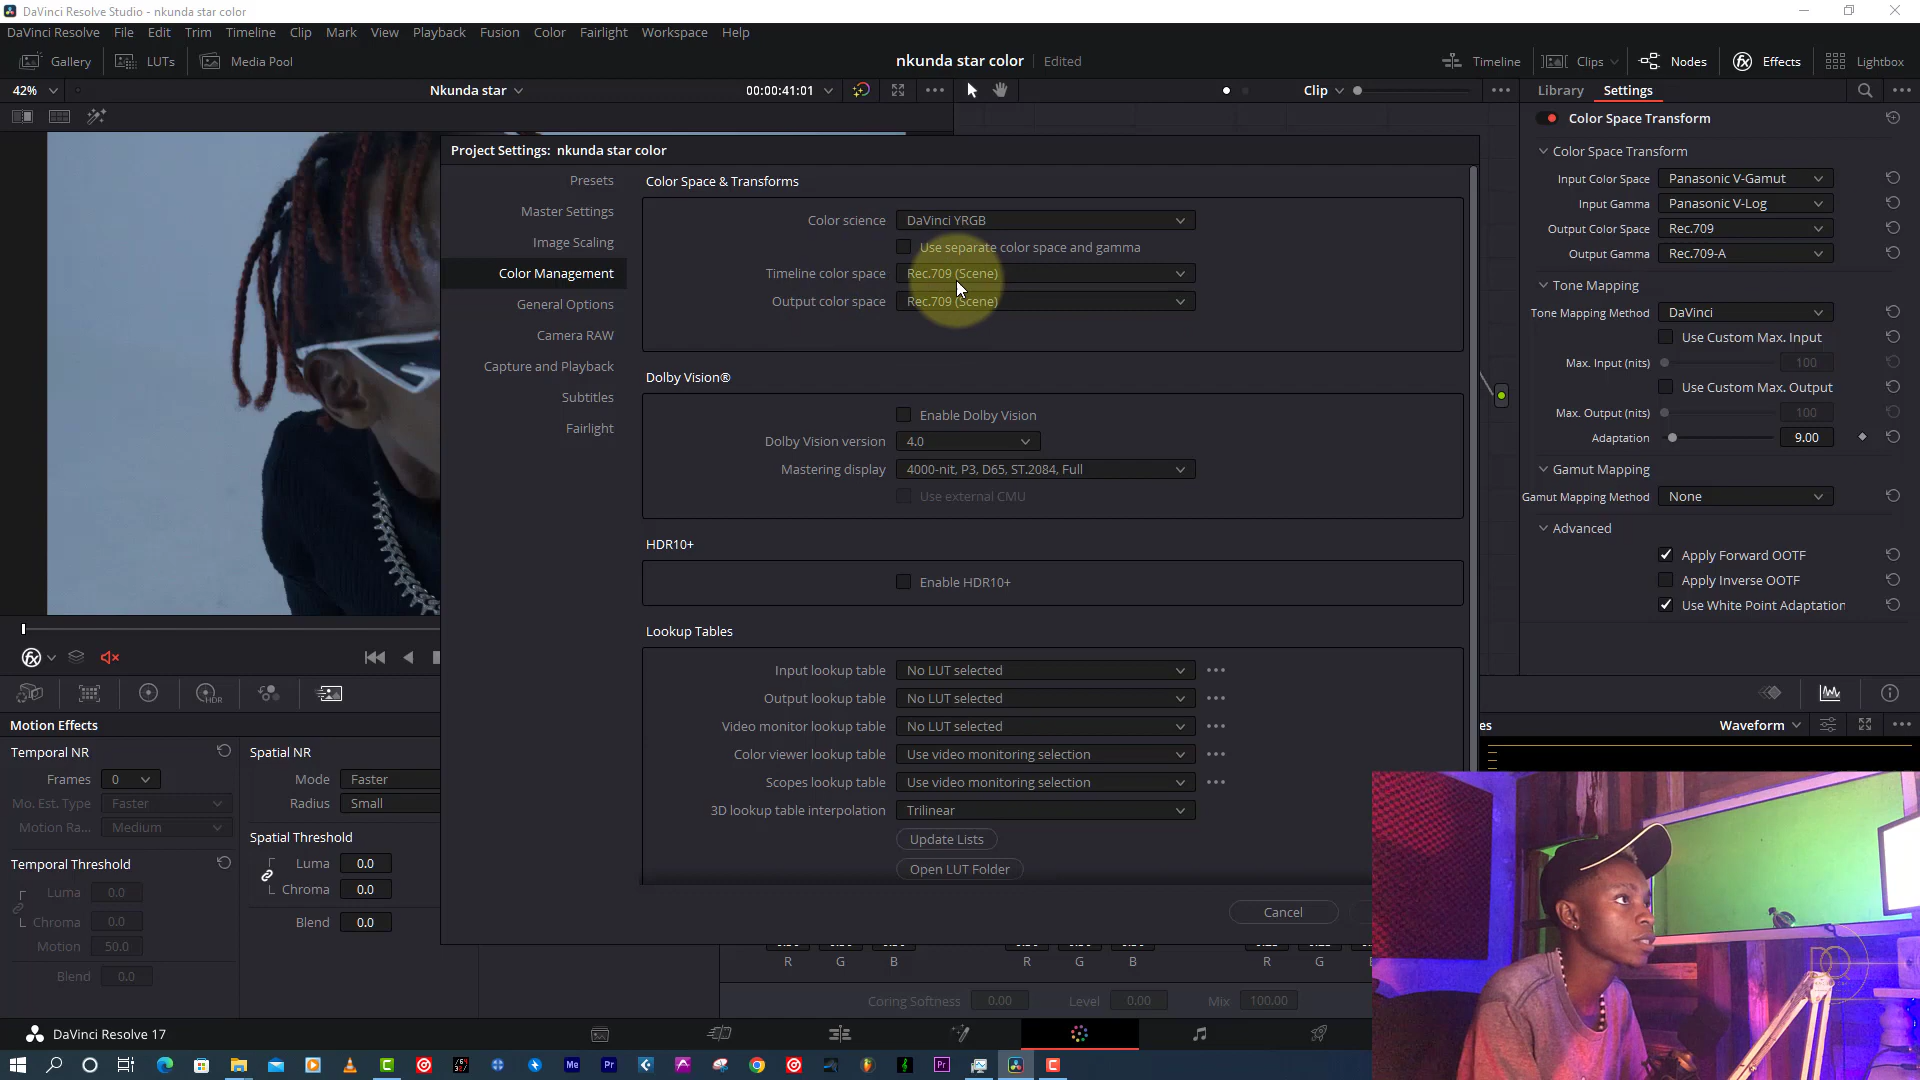 DaVinci Resolve Studio - nkunda star color
DaVinci Resolve File Edit Trim Timeline Clip Mark View Playback Fusion Color Fairlight Workspace Help
Gallery LUTs Media Pool nkunda star color Edited Timeline Clips Nodes Effects Lightbox
42% Nkunda star 00:00:41:01 Clip Library Settings
Project Settings: nkunda star color
Presets
Master Settings
Image Scaling
Color Management
General Options
Camera RAW
Capture and Playback
Subtitles
Fairlight
Color Space & Transforms
Color science DaVinci YRGB
Use separate color space and gamma
Timeline color space Rec.709 (Scene)
Output color space Rec.709 (Scene)
Dolby Vision®
Enable Dolby Vision
Dolby Vision version 4.0
Mastering display 4000-nit, P3, D65, ST.2084, Full
Use external CMU
HDR10+
Enable HDR10+
Lookup Tables
Input lookup table No LUT selected
Output lookup table No LUT selected
Video monitor lookup table No LUT selected
Color viewer lookup table Use video monitoring selection
Scopes lookup table Use video monitoring selection
3D lookup table interpolation Trilinear
Update Lists
Open LUT Folder
Cancel
Color Space Transform
Color Space Transform
Input Color Space Panasonic V-Gamut
Input Gamma Panasonic V-Log
Output Color Space Rec.709
Output Gamma Rec.709-A
Tone Mapping
Tone Mapping Method DaVinci
Use Custom Max. Input
Max. Input (nits) 100
Use Custom Max. Output
Max. Output (nits) 100
Adaptation 9.00
Gamut Mapping
Gamut Mapping Method None
Advanced
Apply Forward OOTF
Apply Inverse OOTF
Use White Point Adaptation
HDR
Motion Effects
Temporal NR
Frames 0
Mo. Est. Type Faster
Motion Ra... Medium
Temporal Threshold
Luma 0.0
Chroma 0.0
Motion 50.0
Blend 0.0
Spatial NR
Mode Faster
Radius Small
Spatial Threshold
Luma 0.0
Chroma 0.0
Blend 0.0
es Waveform
R G B R G B R G
Coring Softness 0.00 Level 0.00 Mix 100.00
DaVinci Resolve 17
Me Pr Pr